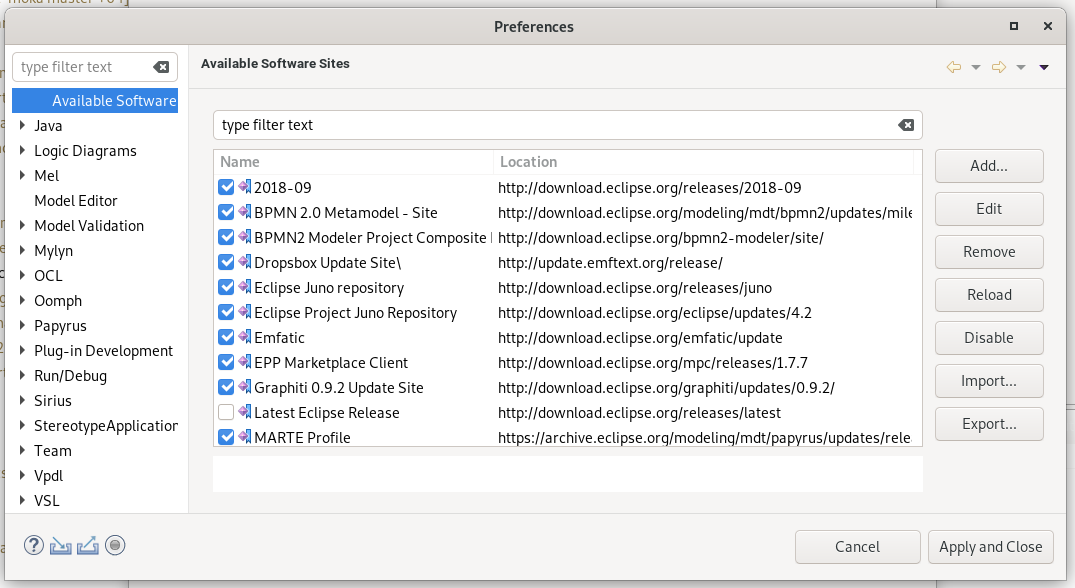 Preferences
type filter text
Available Software
Java
Logic Diagrams
Mel
Model Editor
Model Validation
Mylyn
OCL
Oomph
Papyrus
Plug-in Development
Run/Debug
Sirius
StereotypeApplication
Team
Vpdl
VSL
Available Software Sites
type filter text
Name Location
2018-09 http://download.eclipse.org/releases/2018-09
BPMN 2.0 Metamodel - Site http://download.eclipse.org/modeling/mdt/bpmn2/updates/mile
BPMN2 Modeler Project Composite http://download.eclipse.org/bpmn2-modeler/site/
Dropsbox Update Site\ http://update.emftext.org/release/
Eclipse Juno repository http://download.eclipse.org/releases/juno
Eclipse Project Juno Repository http://download.eclipse.org/eclipse/updates/4.2
Emfatic http://download.eclipse.org/emfatic/update
EPP Marketplace Client http://download.eclipse.org/mpc/releases/1.7.7
Graphiti 0.9.2 Update Site http://download.eclipse.org/graphiti/updates/0.9.2/
Latest Eclipse Release http://download.eclipse.org/releases/latest
MARTE Profile https://archive.eclipse.org/modeling/mdt/papyrus/updates/rele
Add...
Edit
Remove
Reload
Disable
Import...
Export...
?
Cancel
Apply and Close